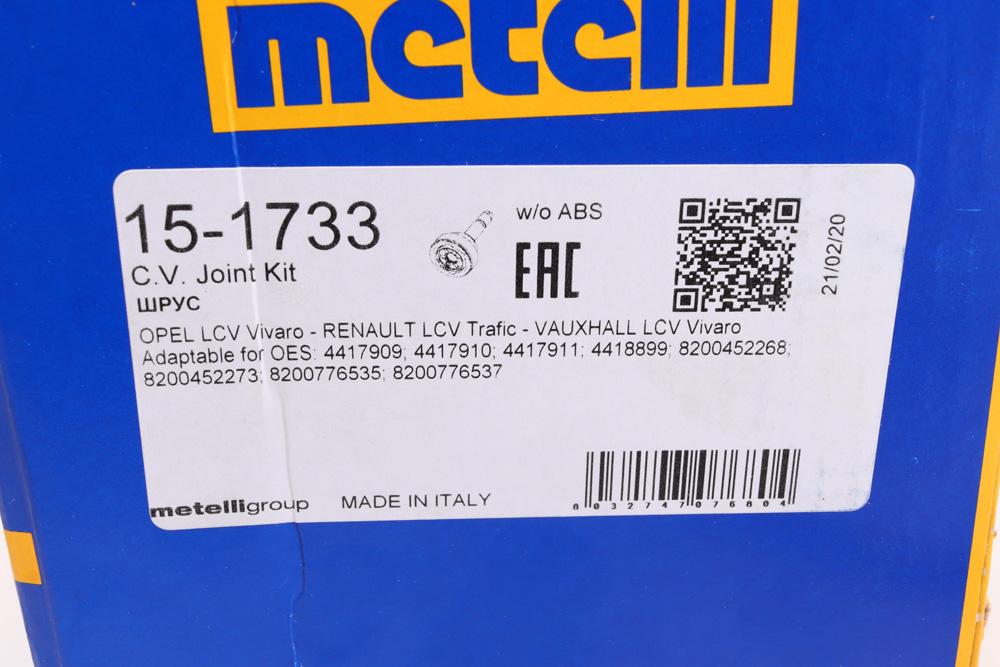 metelli
15-1733
w/o ABS
EAC
21/02/20
C.V. Joint Kit
ШРУС
OPEL LCV Vivaro - RENAULT LCV Trafic - VAUXHALL LCV Vivaro
Adaptable for OES: 4417909; 4417910; 4417911; 4418899; 8200452268;
8200452273; 8200776535; 8200776537
metelligroup
MADE IN ITALY
8032747076804